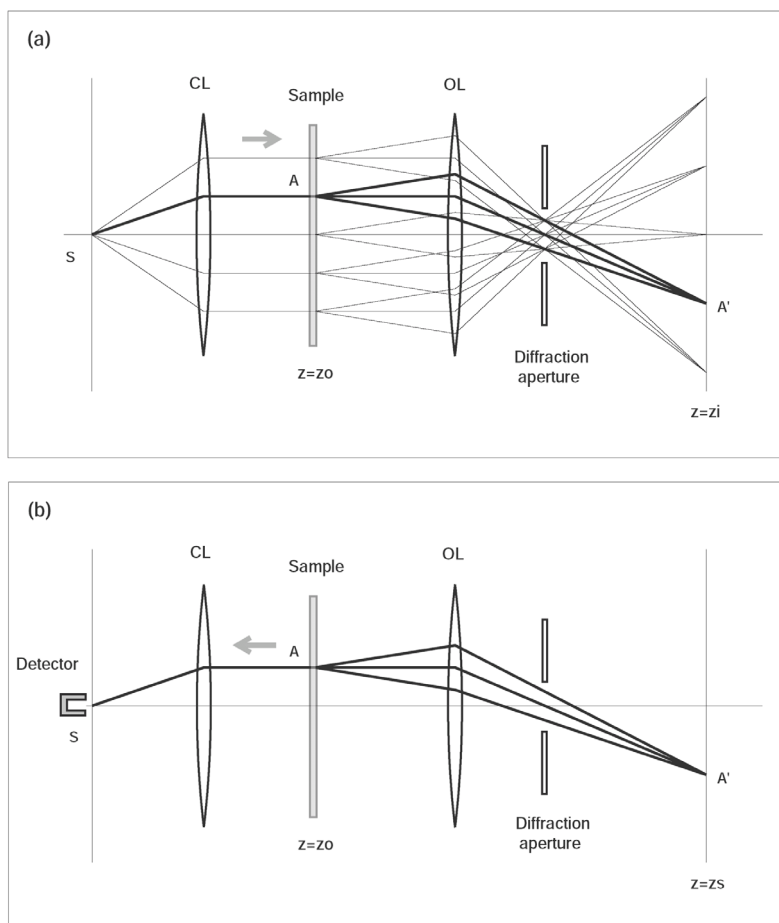 (a)
CL
OL
Sample
A
S
A'
Diffraction
aperture
z=zo
z=zi
(b)
CL
OL
Sample
A
Detector
S
A'
Diffraction
aperture
z=zo
z=zs